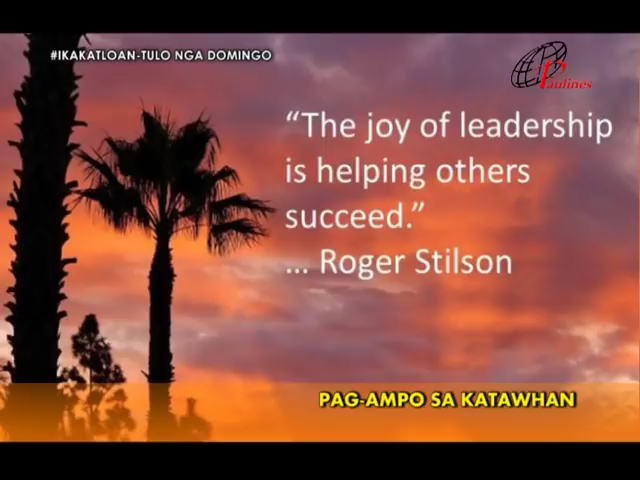 #IKAKATLOAN-TULO NGA DOMINGO
Paulines
“The joy of leadership
is helping others
succeed.”
... Roger Stilson
PAG-AMPO SA KATAWHAN